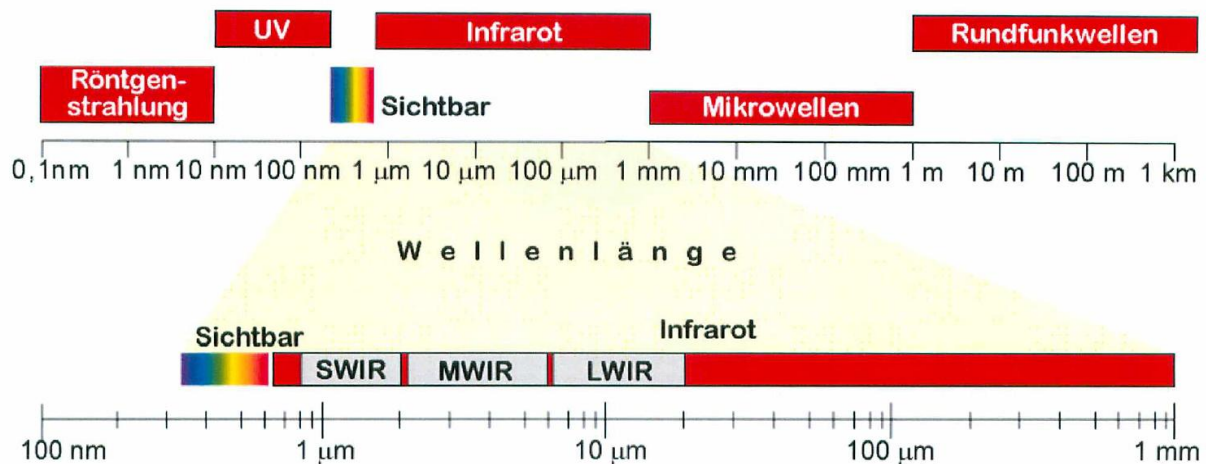 UV
Infrarot
Rundfunkwellen
Röntgen-
strahlung
Sichtbar
Mikrowellen
0,1nm 1 nm 10 nm 100 nm 1 µm 10 µm 100 µm 1 mm 10 mm 100 mm 1 m 10 m 100 m 1 km
Wellenlänge
Sichtbar
Infrarot
SWIR MWIR LWIR
100 nm 1 µm 10 µm 100 µm 1 mm